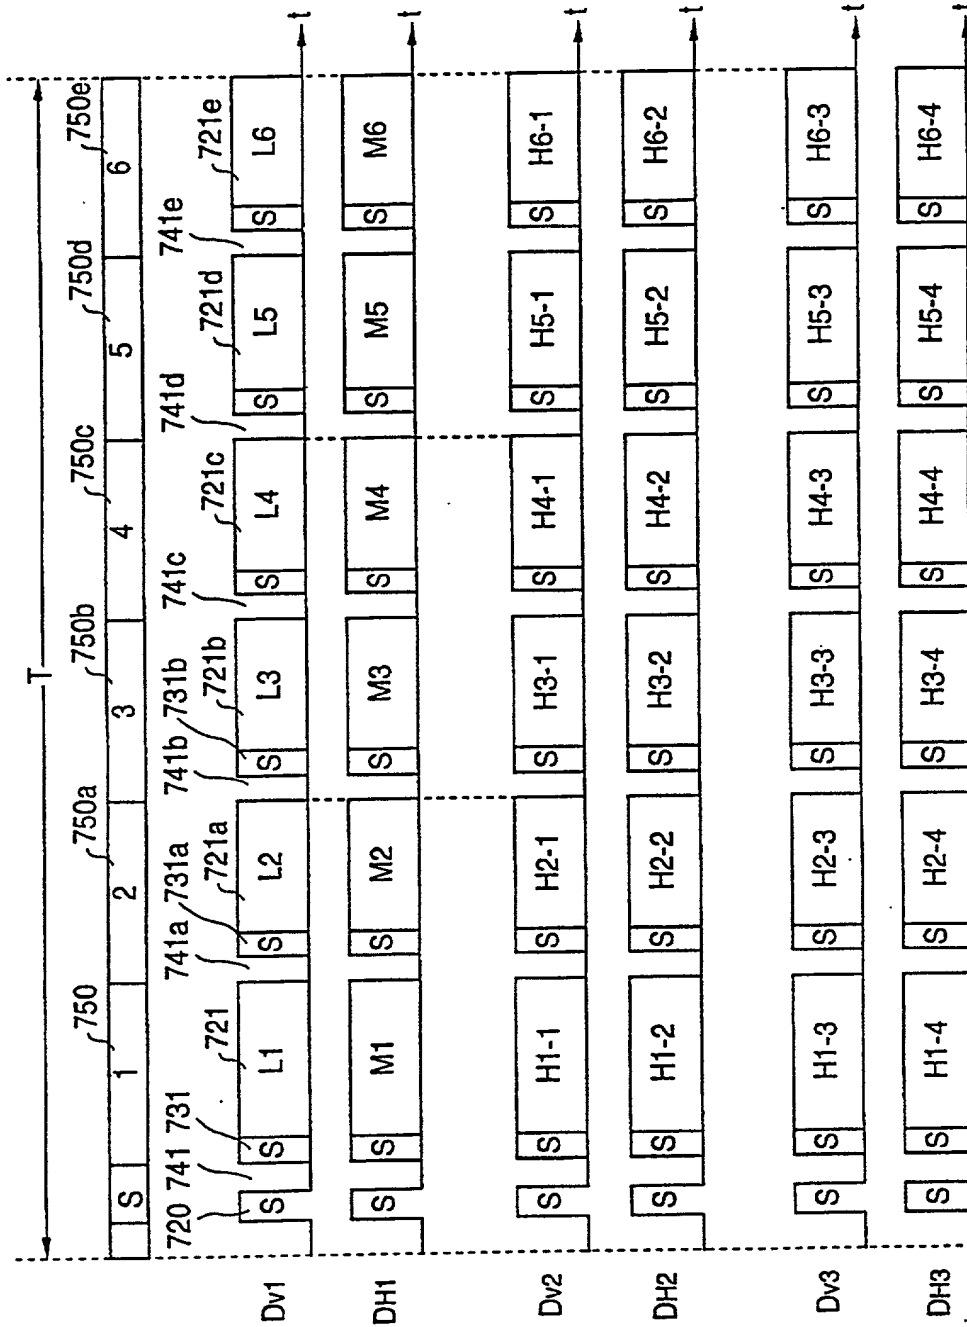 T
750 750a 750b 750c 750d 750e
S 1 2 3 4 5 6
720 741 731 741a 731a 741b 731b 741c 741d 741e
721 721a 721b 721c 721d 721e
Dv1 S S L1 S L2 S L3 S L4 S L5 S L6 t
DH1 S S M1 S M2 S M3 S M4 S M5 S M6 t
Dv2 S S H1-1 S H2-1 S H3-1 S H4-1 S H5-1 S H6-1 t
DH2 S S H1-2 S H2-2 S H3-2 S H4-2 S H5-2 S H6-2 t
Dv3 S S H1-3 S H2-3 S H3-3 S H4-3 S H5-3 S H6-3 t
DH3 S S H1-4 S H2-4 S H3-4 S H4-4 S H5-4 S H6-4 t